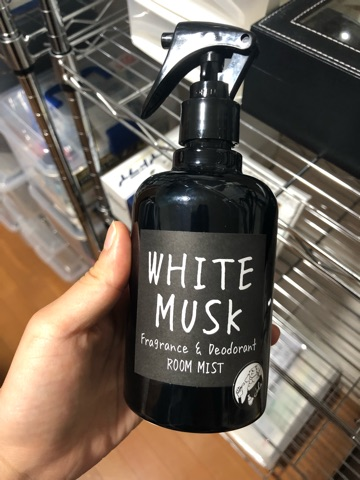 WHITE
MUSK
Fragrance & Deodorant
ROOM MIST